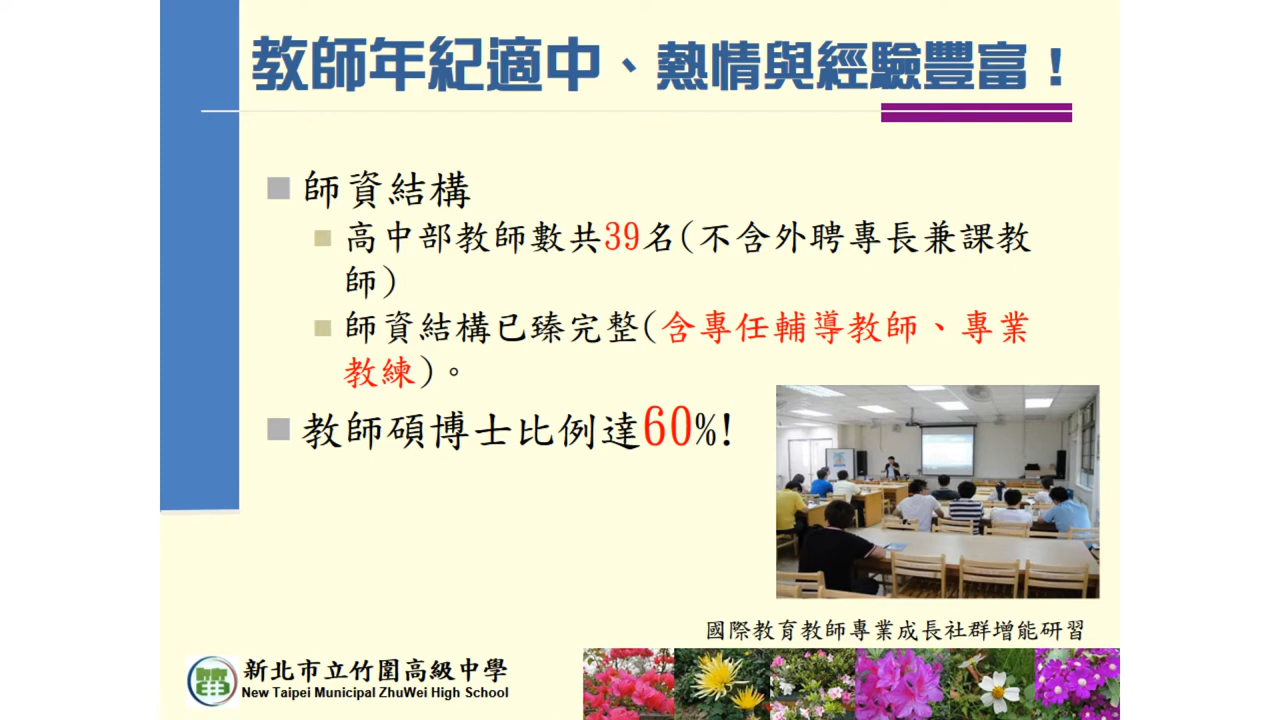 教師年紀適中、熱情與經驗豐富！
師資結構
高中部教師數共39名(不含外聘專長兼課教
師)
師資結構已臻完整(含專任輔導教師、專業
教練)。
教師碩博士比例達60%!
國際教育教師專業成長社群增能研習
新北市立竹圍高級中學
New Taipei Municipal ZhuWei High School